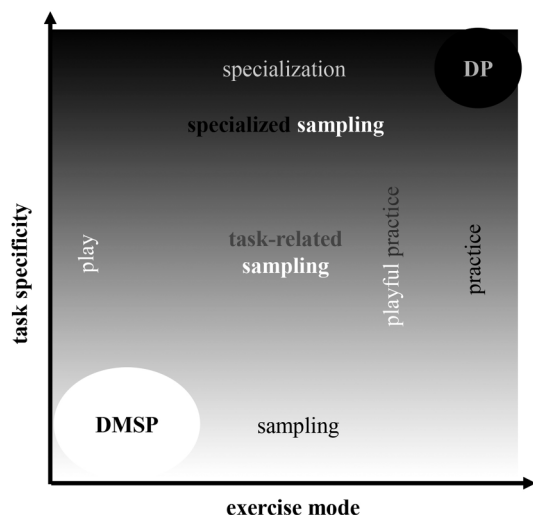 specialization
DP
specialized sampling
play
task-related
sampling
playful practice
practice
task specificity
DMSP
sampling
exercise mode